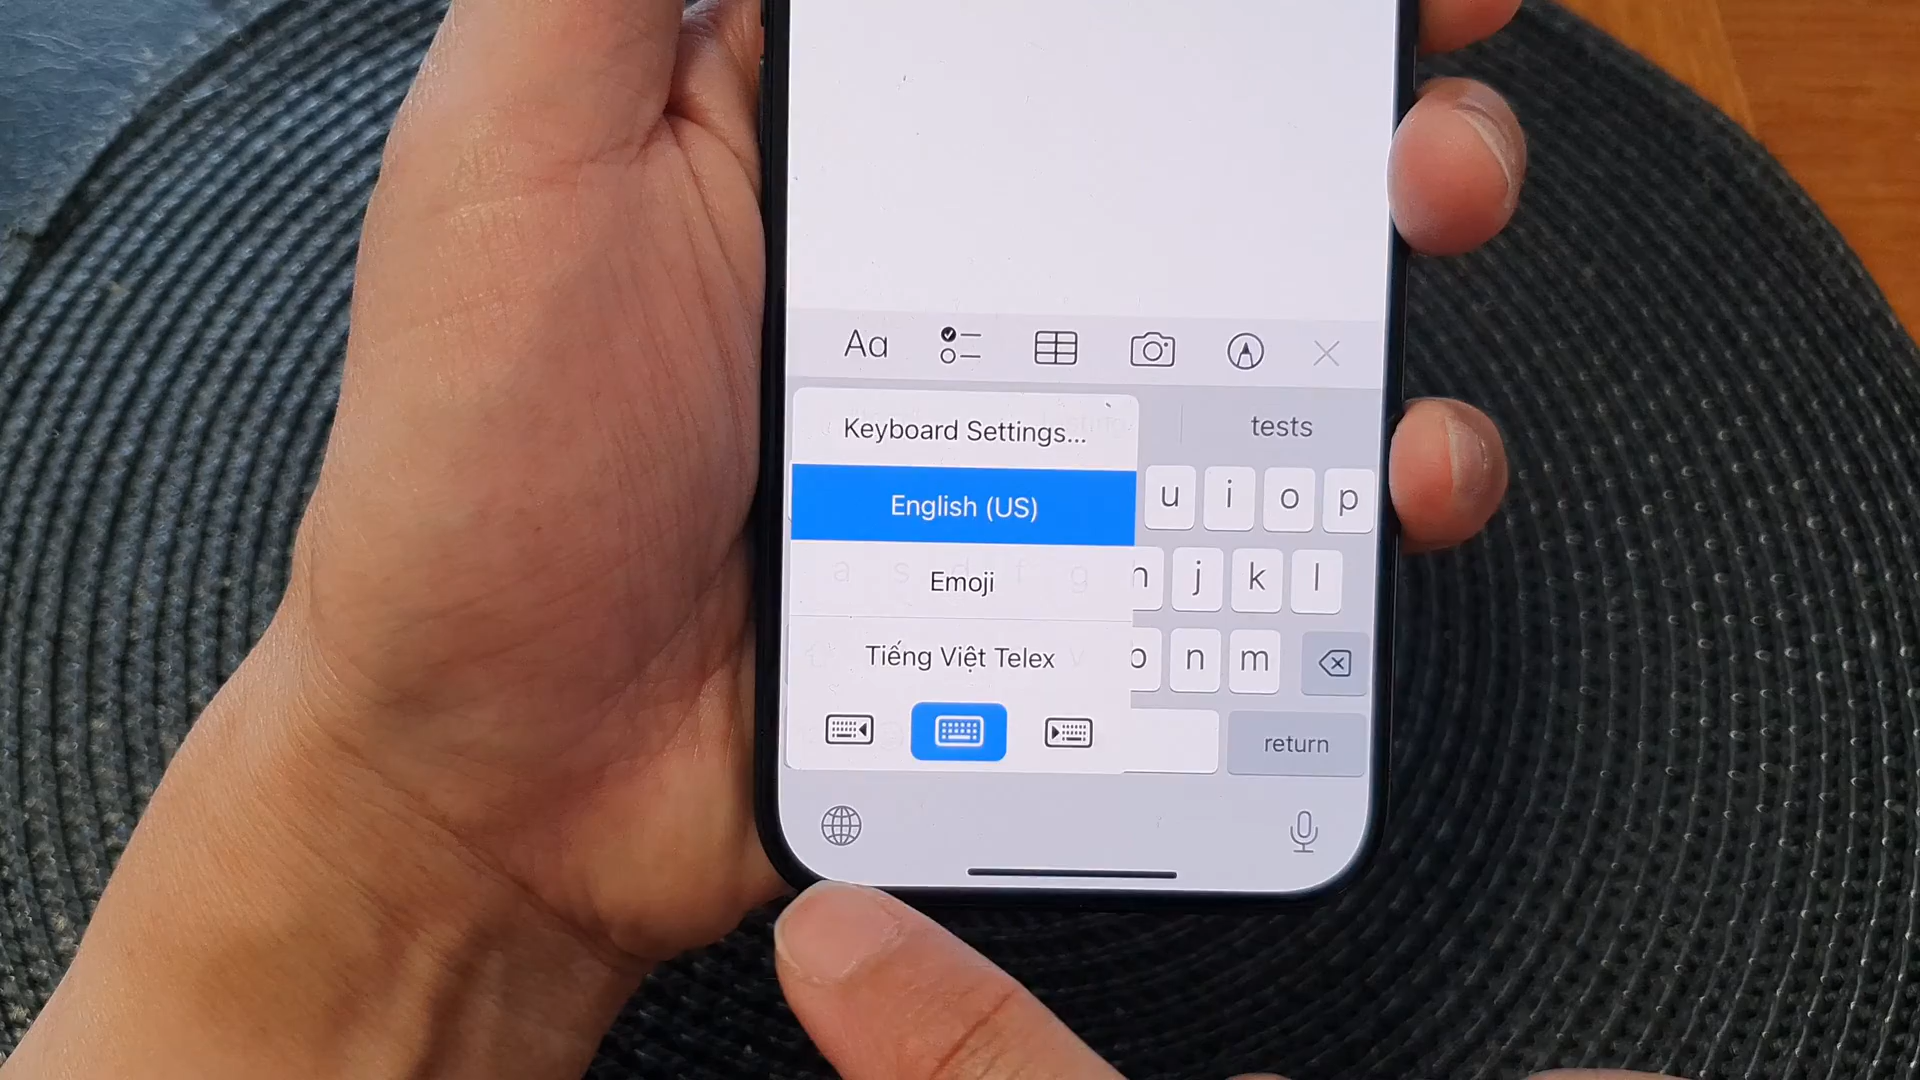 Aa
Keyboard Settings...
tests
English (US)
u i o p
Emoji
h j k l
Tiếng Việt Telex
b n m
return